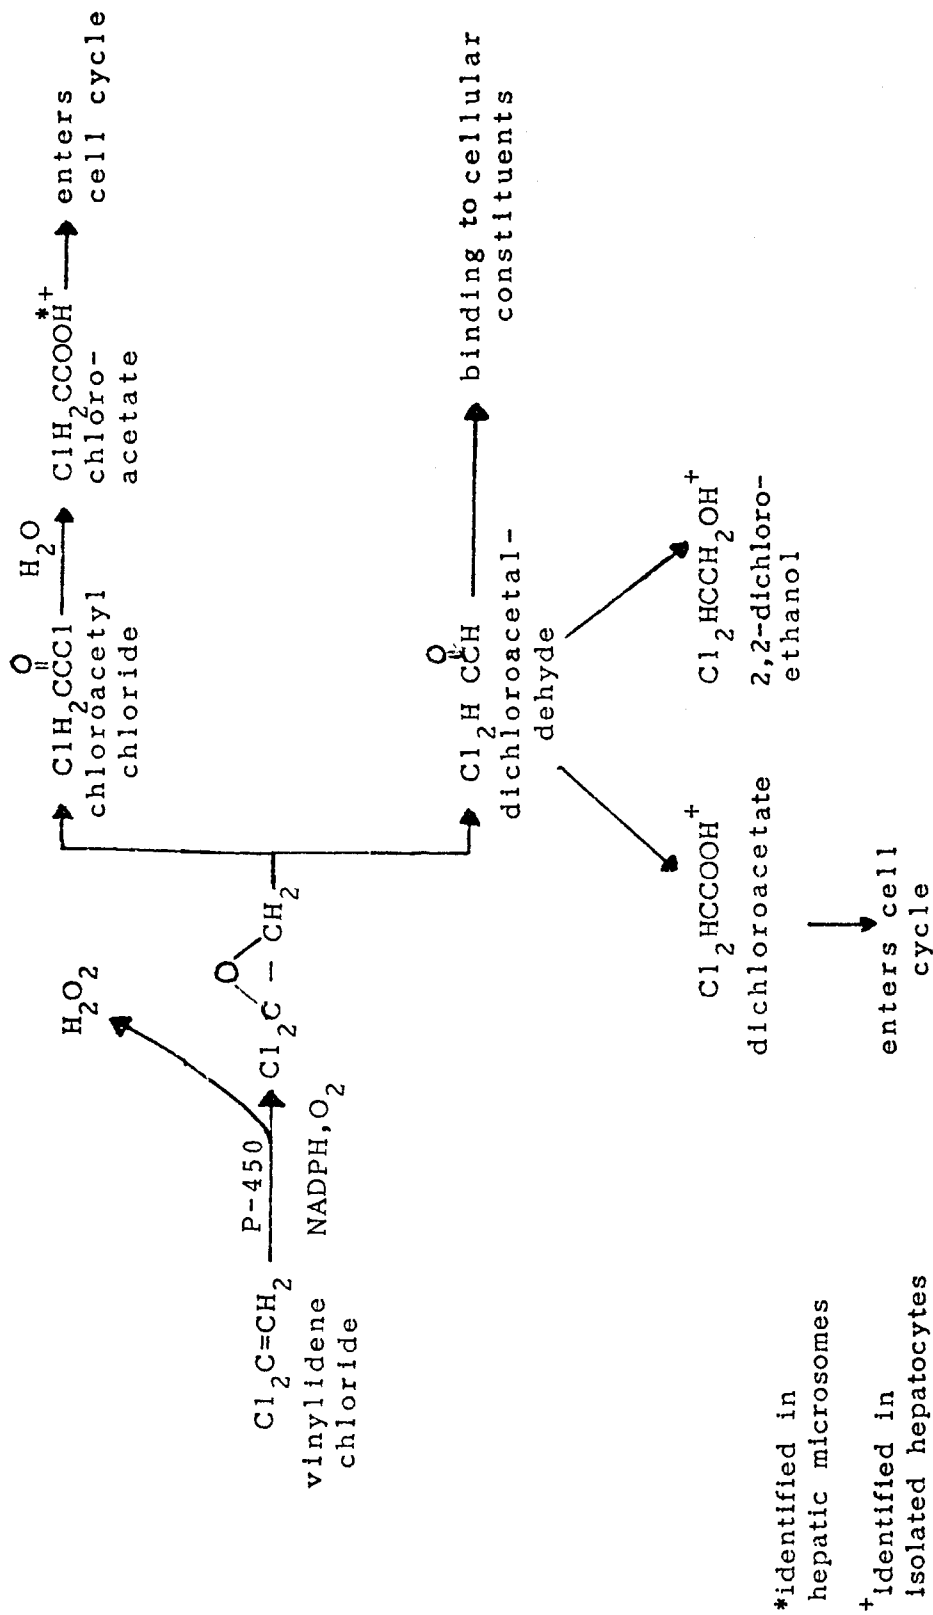 Cl2C=CH2
vinylidene
chloride
P-450
NADPH,O2
H2O2
O
Cl2C - CH2
O
ClH2CCCl
chloroacetyl
chloride
H2O
ClH2CCOOH*+
chloro-
acetate
enters
cell cycle
O
Cl2H CCH
dichloroacetal-
dehyde
binding to cellular
constituents
Cl2HCCOOH+
dichloroacetate
enters cell
cycle
Cl2HCCH2OH+
2,2-dichloro-
ethanol
*identified in
hepatic microsomes
+identified in
isolated hepatocytes